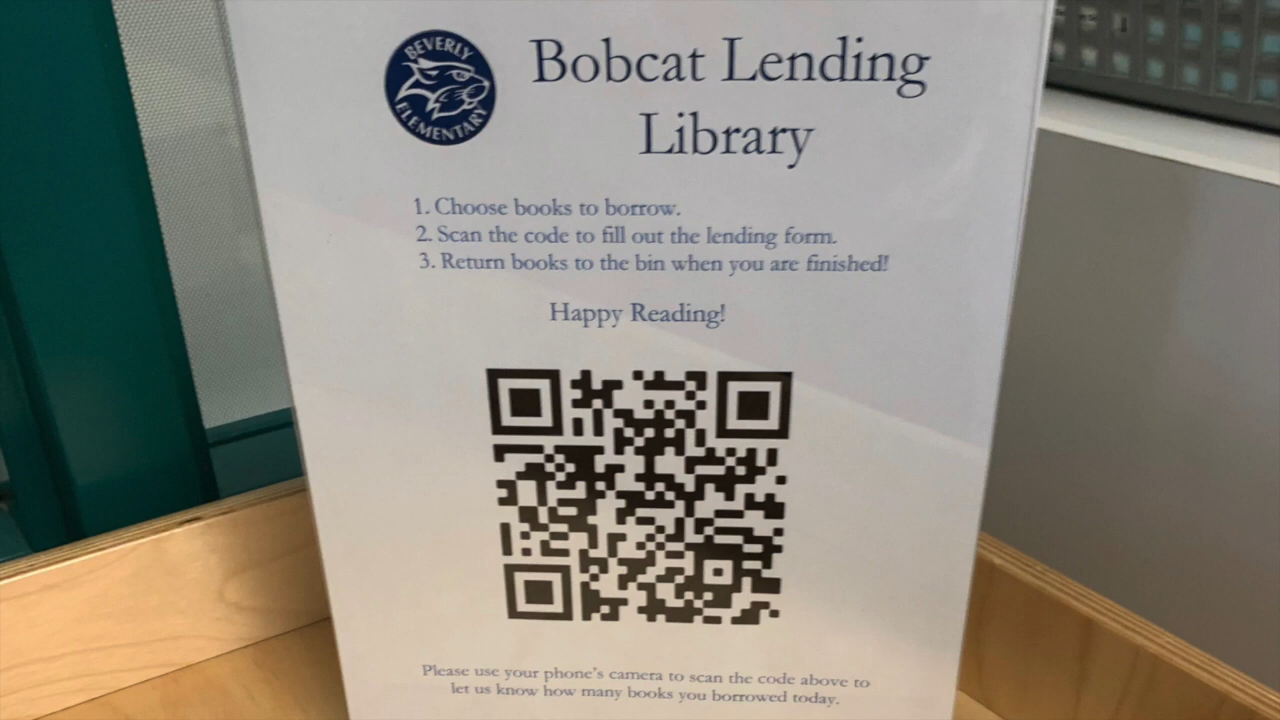 BEVERLY
ELEMENTARY
Bobcat Lending
Library
1. Choose books to borrow.
2. Scan the code to fill out the lending form.
3. Return books to the bin when you are finished!
Happy Reading!
Please use your phone's camera to scan the code above to
let us know how many books you borrowed today.